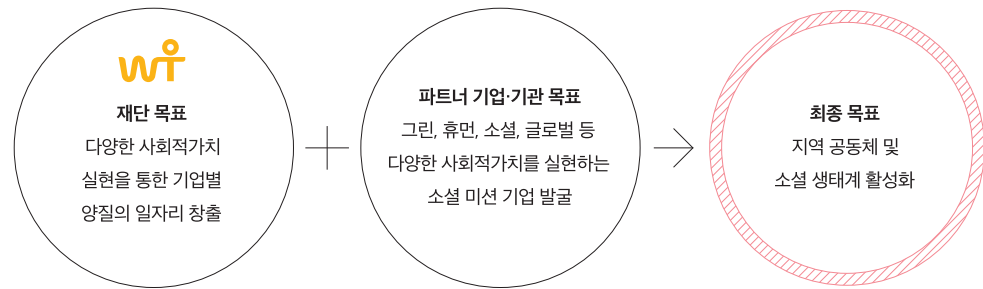 재단 목표
다양한 사회적가치
실현을 통한 기업별
양질의 일자리 창출
파트너 기업·기관 목표
그린, 휴먼, 소셜, 글로벌 등
다양한 사회적가치를 실현하는
소셜 미션 기업 발굴
최종 목표
지역 공동체 및
소셜 생태계 활성화